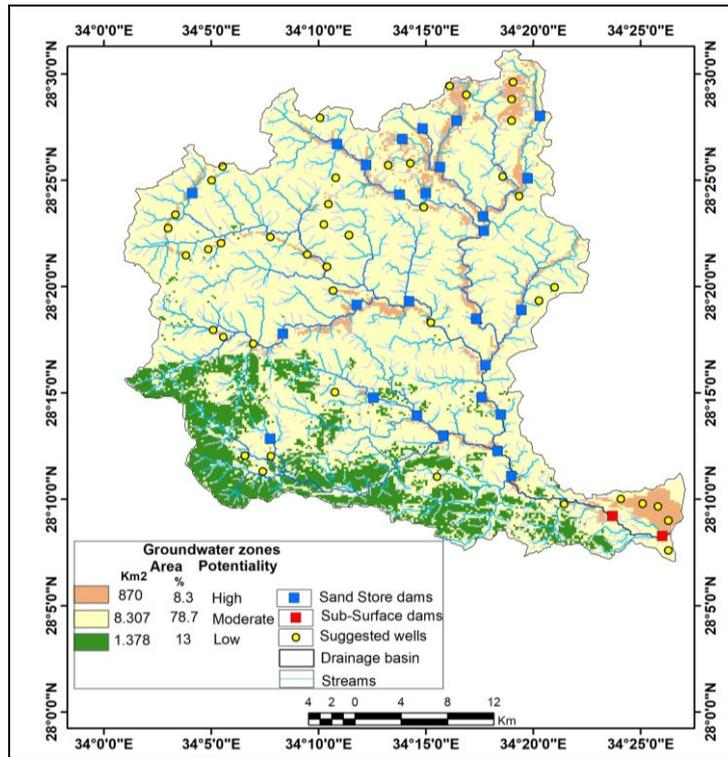 34°0'0"E 34°5'0"E 34°10'0"E 34°15'0"E 34°20'0"E 34°25'0"E
28°30'0"N 28°30'0"N
28°25'0"N 28°25'0"N
28°20'0"N 28°20'0"N
28°15'0"N 28°15'0"N
28°10'0"N 28°10'0"N
28°5'0"N 28°5'0"N
28°0'0"N 28°0'0"N
Groundwater zones
Area Potentiality
Km2 %
870 8.3 High
8.307 78.7 Moderate
1.378 13 Low
Sand Store dams
Sub-Surface dams
Suggested wells
Drainage basin
Streams
4 2 0 4 8 12
Km
34°0'0"E 34°5'0"E 34°10'0"E 34°15'0"E 34°20'0"E 34°25'0"E